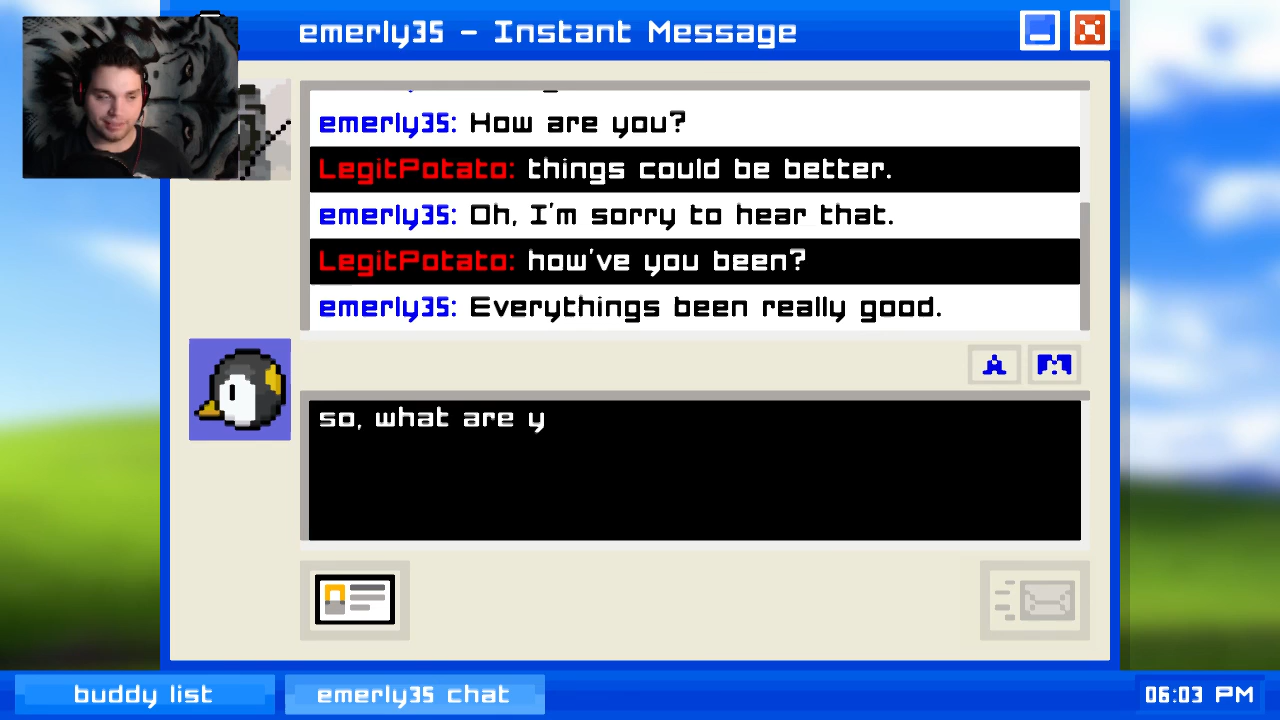 emerly35 - Instant Message
emerly35: How are you?
LegitPotato: things could be better.
emerly35: Oh, I'm sorry to hear that.
LegitPotato: how've you been?
emerly35: Everythings been really good.
A M
so, what are y
buddy list
emerly35 chat
06:03 PM